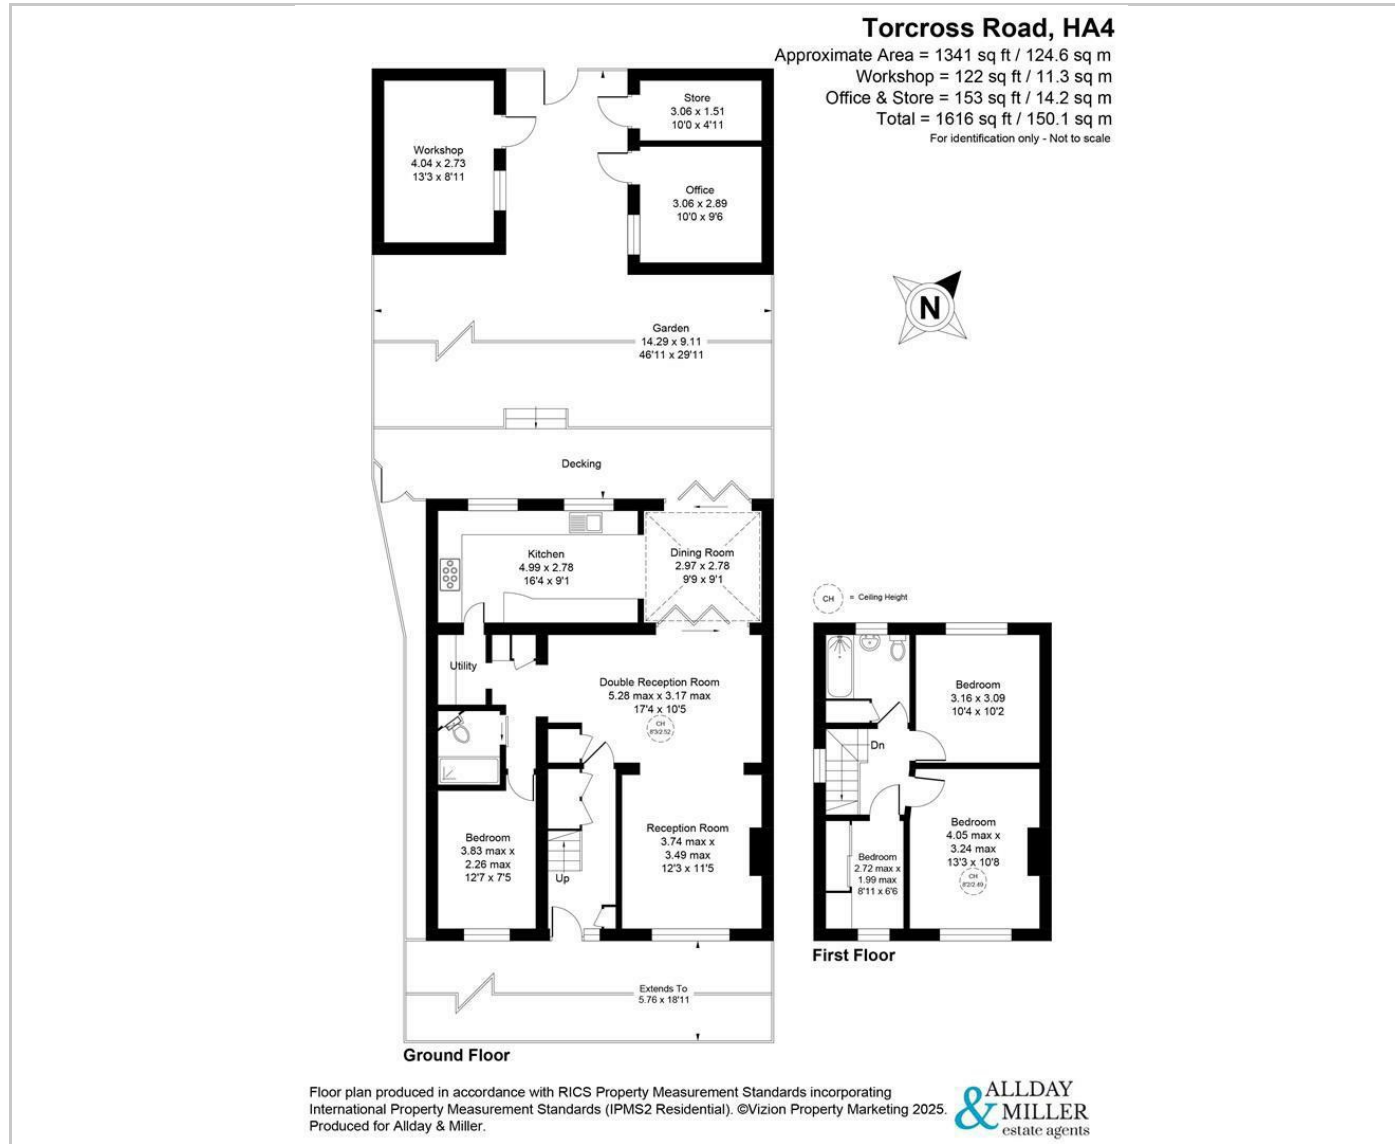 Torcross Road, HA4
Approximate Area = 1341 sq ft / 124.6 sq m
Workshop = 122 sq ft / 11.3 sq m
Office & Store = 153 sq ft / 14.2 sq m
Total = 1616 sq ft / 150.1 sq m
For identification only - Not to scale
Store
3.06 x 1.51
10'0 x 4'11
Workshop
4.04 x 2.73
13'3 x 8'11
Office
3.06 x 2.89
10'0 x 9'6
N
Garden
14.29 x 9.11
46'11 x 29'11
Decking
Kitchen
4.99 x 2.78
16'4 x 9'1
Dining Room
2.97 x 2.78
9'9 x 9'1
Utility
Double Reception Room
5.28 max x 3.17 max
17'4 x 10'5
CH
8'3/2.52
Bedroom
3.83 max x
2.26 max
12'7 x 7'5
Up
Reception Room
3.74 max x
3.49 max
12'3 x 11'5
Extends To
5.76 x 18'11
Ground Floor
CH = Ceiling Height
Bedroom
3.16 x 3.09
10'4 x 10'2
Dn
Bedroom
4.05 max x
3.24 max
13'3 x 10'8
CH
8'2/2.49
Bedroom
2.72 max x
1.99 max
8'11 x 6'6
First Floor
Floor plan produced in accordance with RICS Property Measurement Standards incorporating
International Property Measurement Standards (IPMS2 Residential). ©Vizion Property Marketing 2025.
Produced for Allday & Miller.
ALLDAY
& MILLER
estate agents